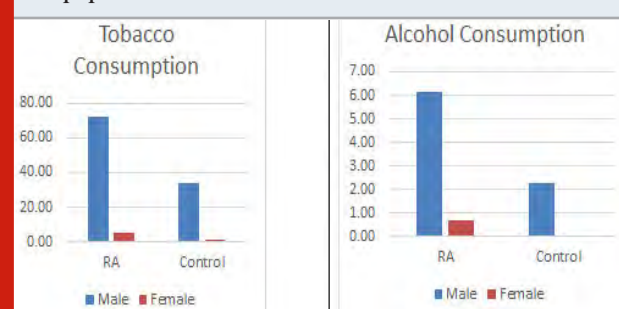 Tobacco
Consumption
80.00
60.00
40.00
20.00
0.00
RA Control
Male Female
Alcohol Consumption
7.00
6.00
5.00
4.00
3.00
2.00
1.00
0.00
RA Control
Male Female